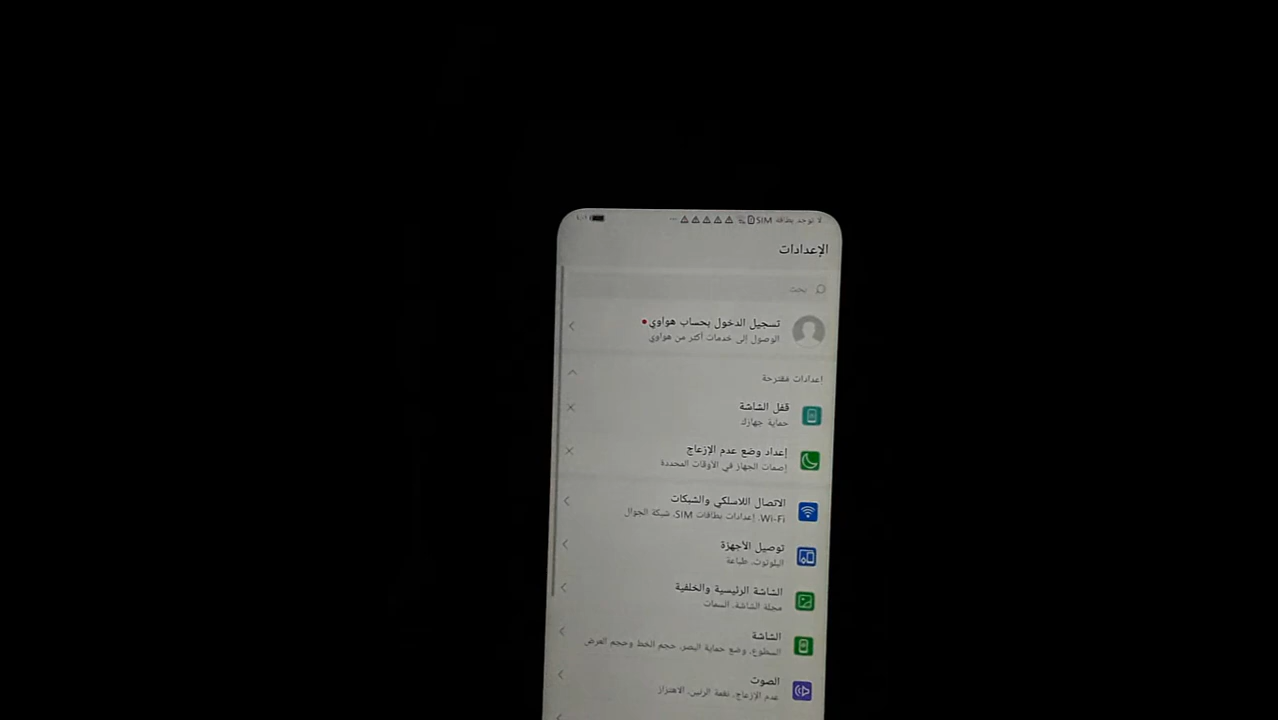 لا توجد بطاقة SIM
الإعدادات
بحث
تسجيل الدخول بحساب هواوي
الوصول إلى خدمات أكثر من هواوي
إعدادات مقترحة
قفل الشاشة
حماية جهازك
إعداد وضع عدم الإزعاج
إصمات الجهاز في الأوقات المحددة
الاتصال اللاسلكي والشبكات
Wi-Fi، إعدادات بطاقات SIM، شبكة الجوال
توصيل الأجهزة
البلوتوث، طباعة
الشاشة الرئيسية والخلفية
مجلة الشاشة، السمات
الشاشة
السطوع، وضع حماية البصر، حجم الخط وحجم العرض
الصوت
عدم الإزعاج، نغمة الرنين، الاهتزاز